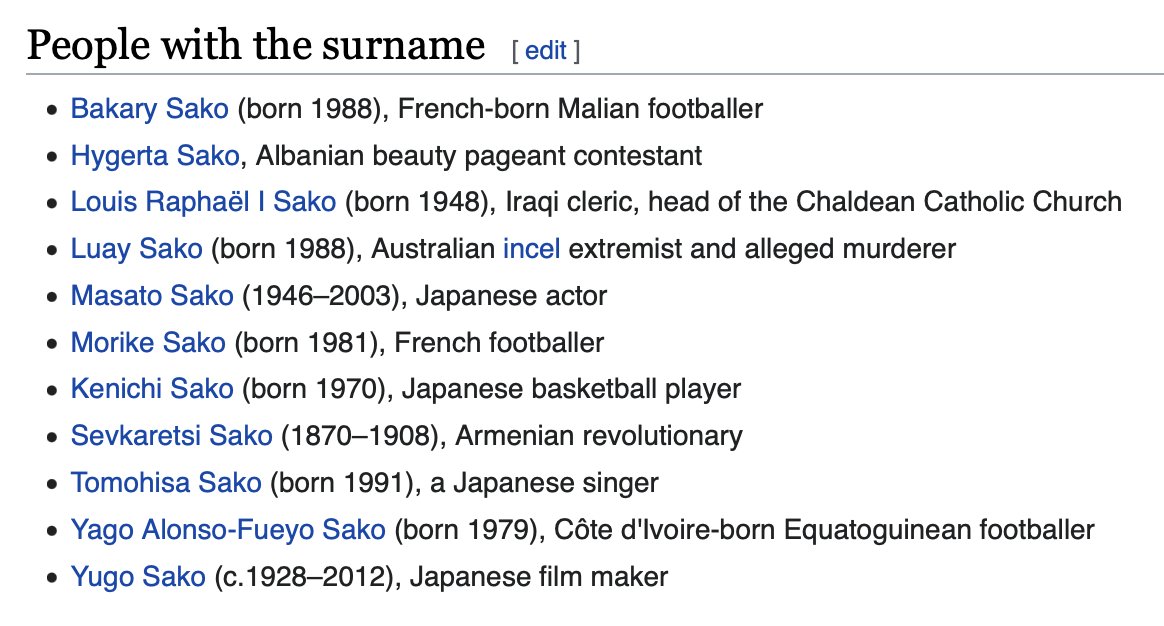 People with the surname [ edit ]
• Bakary Sako (born 1988), French-born Malian footballer
• Hygerta Sako, Albanian beauty pageant contestant
• Louis Raphaël I Sako (born 1948), Iraqi cleric, head of the Chaldean Catholic Church
• Luay Sako (born 1988), Australian incel extremist and alleged murderer
• Masato Sako (1946–2003), Japanese actor
• Morike Sako (born 1981), French footballer
• Kenichi Sako (born 1970), Japanese basketball player
• Sevkaretsi Sako (1870–1908), Armenian revolutionary
• Tomohisa Sako (born 1991), a Japanese singer
• Yago Alonso-Fueyo Sako (born 1979), Côte d'Ivoire-born Equatoguinean footballer
• Yugo Sako (c.1928–2012), Japanese film maker